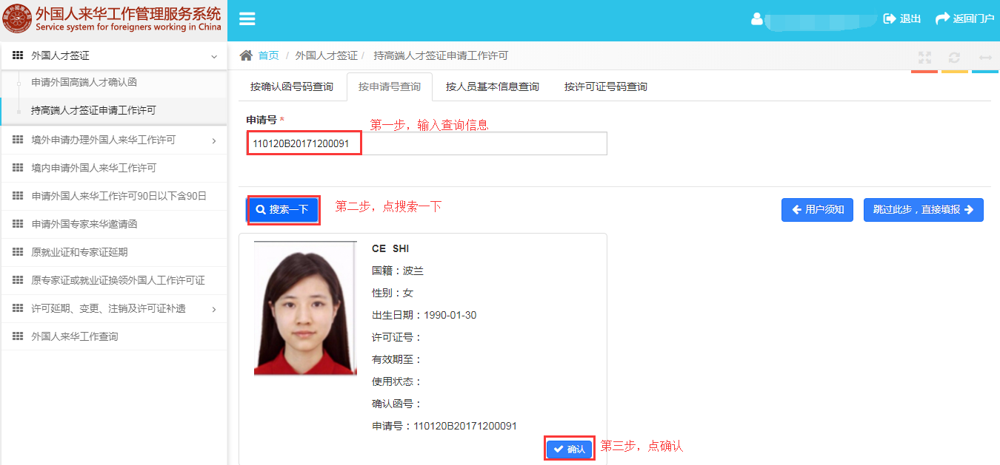 外国人来华工作管理服务系统
Service system for foreigners working in China
退出
返回门户
外国人才签证
申请外国高端人才确认函
持高端人才签证申请工作许可
境外申请办理外国人来华工作许可
境内申请外国人来华工作许可
申请外国人来华工作许可90日以下含90日
申请外国专家来华邀请函
原就业证和专家证延期
原专家证或就业证换领外国人工作许可证
许可延期、变更、注销及许可证补遗
外国人来华工作查询
首页 / 外国人才签证 / 持高端人才签证申请工作许可
按确认函号码查询 按申请号查询 按人员基本信息查询 按许可证号码查询
申请号 *
第一步，输入查询信息
110120B20171200091
搜索一下
第二步，点搜索一下
用户须知
跳过此步，直接填报
CE SHI
国籍：波兰
性别：女
出生日期：1990-01-30
许可证号：
有效期至：
使用状态：
确认函号：
申请号：110120B20171200091
确认
第三步，点确认